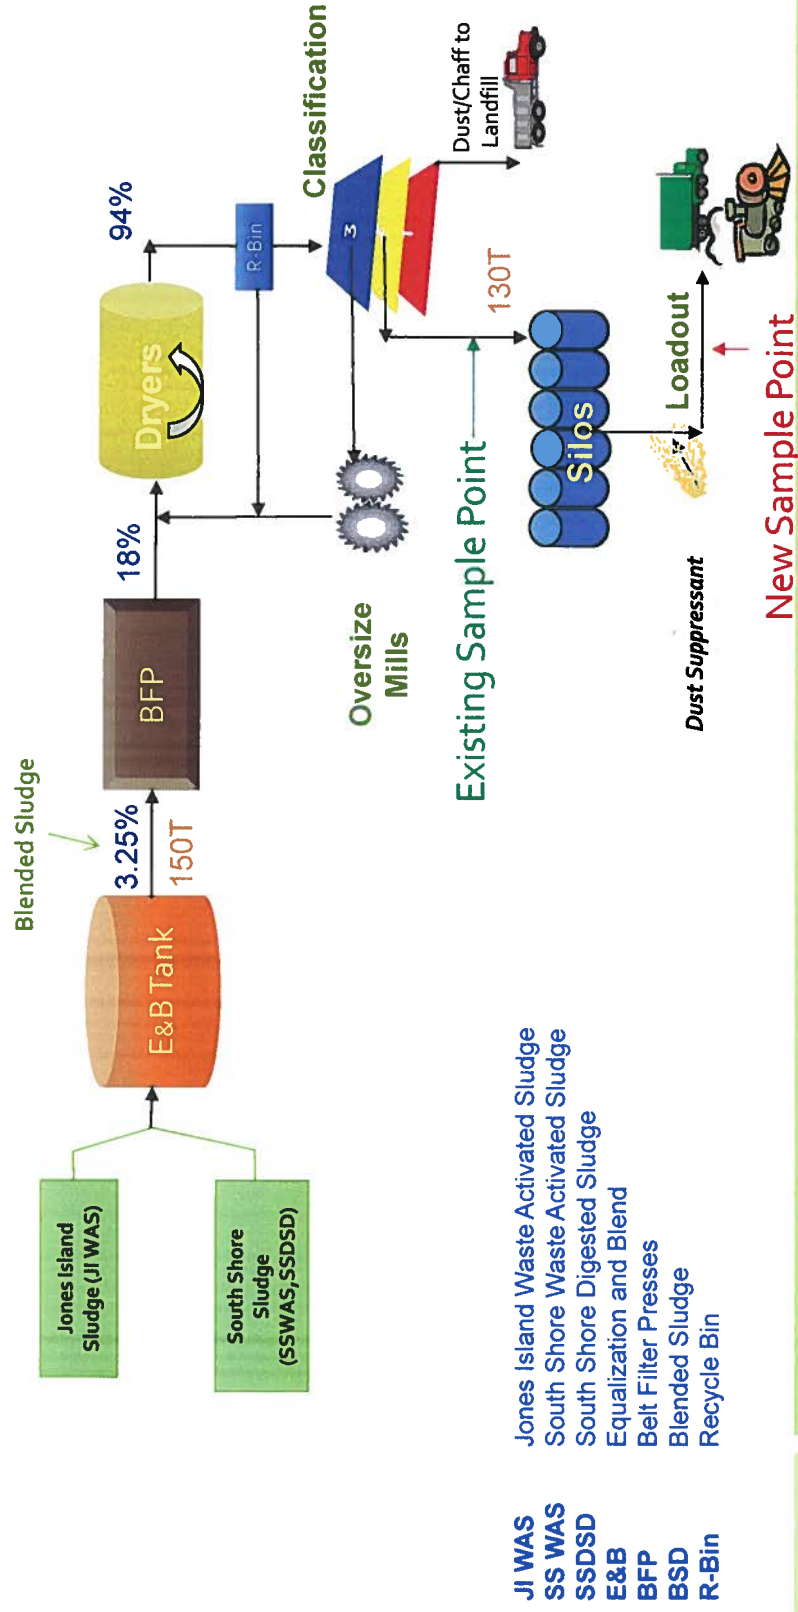 Jones Island
Sludge (JI WAS)
South Shore
Sludge
(SSWAS,SSDSD)
E&B Tank
Blended Sludge
3.25%
150T
BFP
18%
Dryers
94%
R-Bin
Classification
3
Dust/Chaff to
Landfill
Oversize
Mills
Existing Sample Point
130T
Silos
Dust Suppressant
Loadout
New Sample Point
JI WAS Jones Island Waste Activated Sludge
SS WAS South Shore Waste Activated Sludge
SSDSD South Shore Digested Sludge
E&B Equalization and Blend
BFP Belt Filter Presses
BSD Blended Sludge
R-Bin Recycle Bin